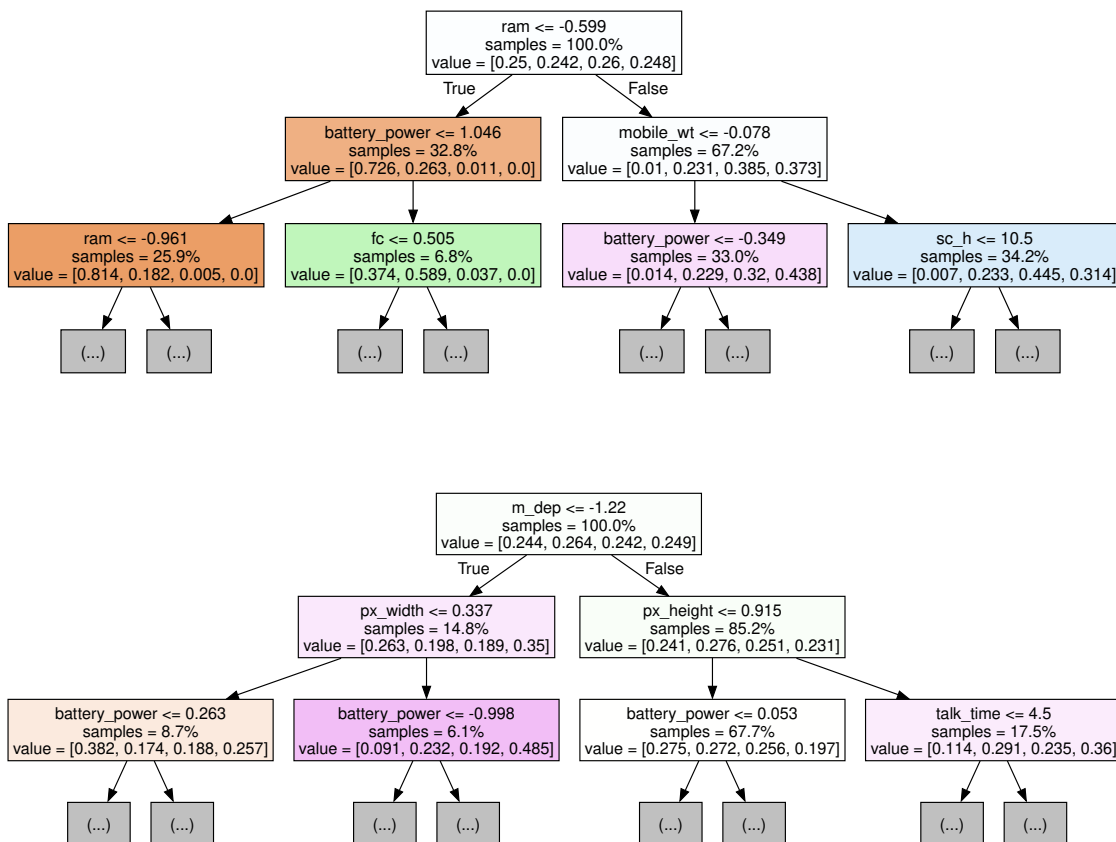 ram <= -0.599
samples = 100.0%
value = [0.25, 0.242, 0.26, 0.248]
True
False
battery_power <= 1.046
samples = 32.8%
value = [0.726, 0.263, 0.011, 0.0]
mobile_wt <= -0.078
samples = 67.2%
value = [0.01, 0.231, 0.385, 0.373]
ram <= -0.961
samples = 25.9%
value = [0.814, 0.182, 0.005, 0.0]
fc <= 0.505
samples = 6.8%
value = [0.374, 0.589, 0.037, 0.0]
battery_power <= -0.349
samples = 33.0%
value = [0.014, 0.229, 0.32, 0.438]
sc_h <= 10.5
samples = 34.2%
value = [0.007, 0.233, 0.445, 0.314]
(...)
(...)
(...)
(...)
(...)
(...)
(...)
(...)
m_dep <= -1.22
samples = 100.0%
value = [0.244, 0.264, 0.242, 0.249]
True
False
px_width <= 0.337
samples = 14.8%
value = [0.263, 0.198, 0.189, 0.35]
px_height <= 0.915
samples = 85.2%
value = [0.241, 0.276, 0.251, 0.231]
battery_power <= 0.263
samples = 8.7%
value = [0.382, 0.174, 0.188, 0.257]
battery_power <= -0.998
samples = 6.1%
value = [0.091, 0.232, 0.192, 0.485]
battery_power <= 0.053
samples = 67.7%
value = [0.275, 0.272, 0.256, 0.197]
talk_time <= 4.5
samples = 17.5%
value = [0.114, 0.291, 0.235, 0.36]
(...)
(...)
(...)
(...)
(...)
(...)
(...)
(...)